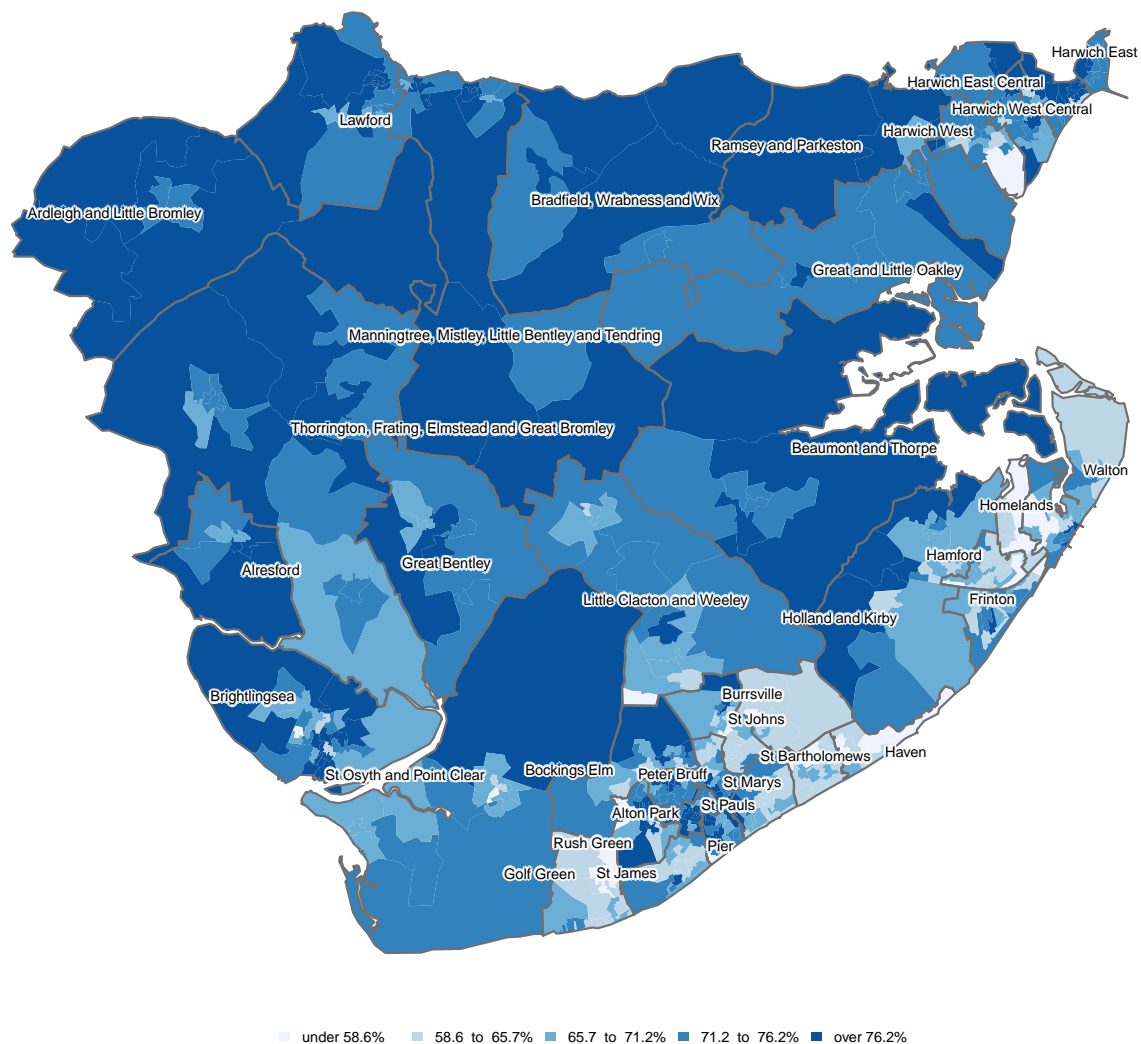 Harwich East
Harwich East Central
Harwich West Central
Lawford
Harwich West
Ramsey and Parkeston
Bradfield, Wrabness and Wix
Ardleigh and Little Bromley
Great and Little Oakley
Manningtree, Mistley, Little Bentley and Tendring
Thorrington, Frating, Elmstead and Great Bromley
Beaumont and Thorpe
Walton
Homelands
Hamford
Great Bentley
Alresford
Little Clacton and Weeley
Frinton
Holland and Kirby
Brightlingsea
Burrsville
St Johns
St Bartholomews
Haven
St Osyth and Point Clear
Bockings Elm
Peter Bruff
St Marys
St Pauls
Alton Park
Rush Green
Pier
Golf Green
St James
under 58.6% 58.6 to 65.7% 65.7 to 71.2% 71.2 to 76.2% over 76.2%